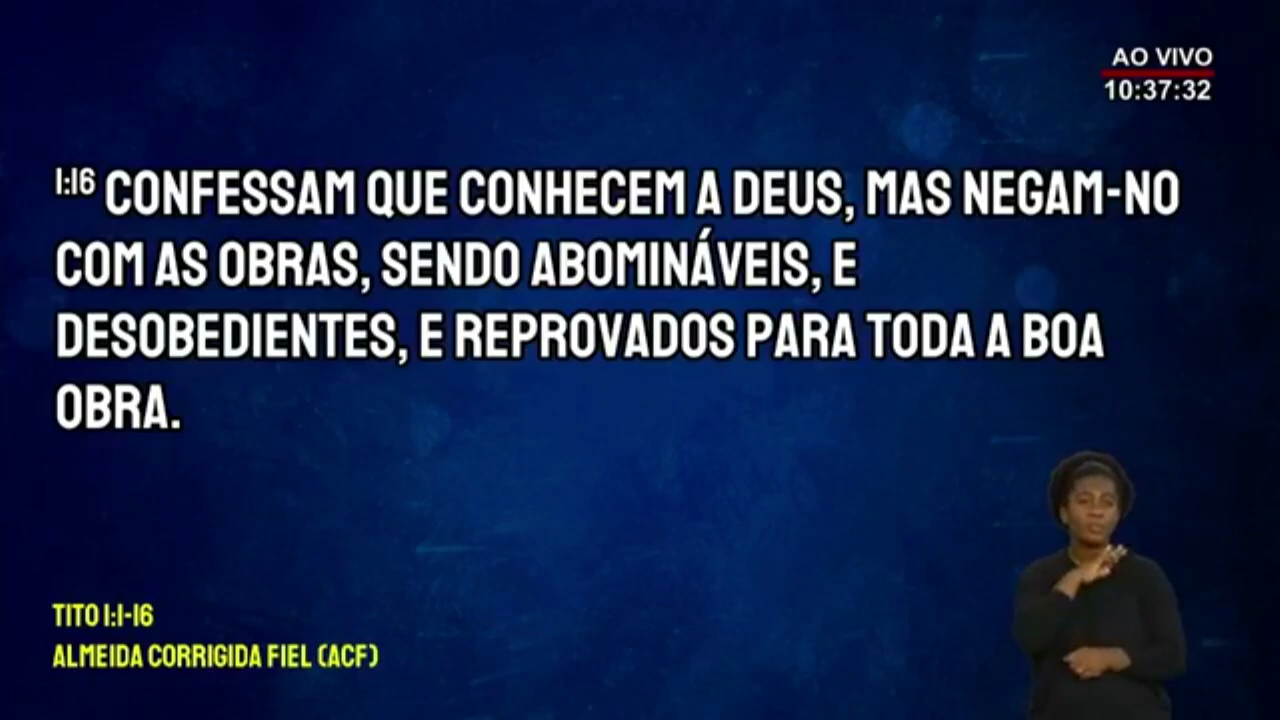 AO VIVO
10:37:32
1:16 CONFESSAM QUE CONHECEM A DEUS, MAS NEGAM-NO
COM AS OBRAS, SENDO ABOMINÁVEIS, E
DESOBEDIENTES, E REPROVADOS PARA TODA A BOA
OBRA.
TITO 1:1-16
ALMEIDA CORRIGIDA FIEL (ACF)